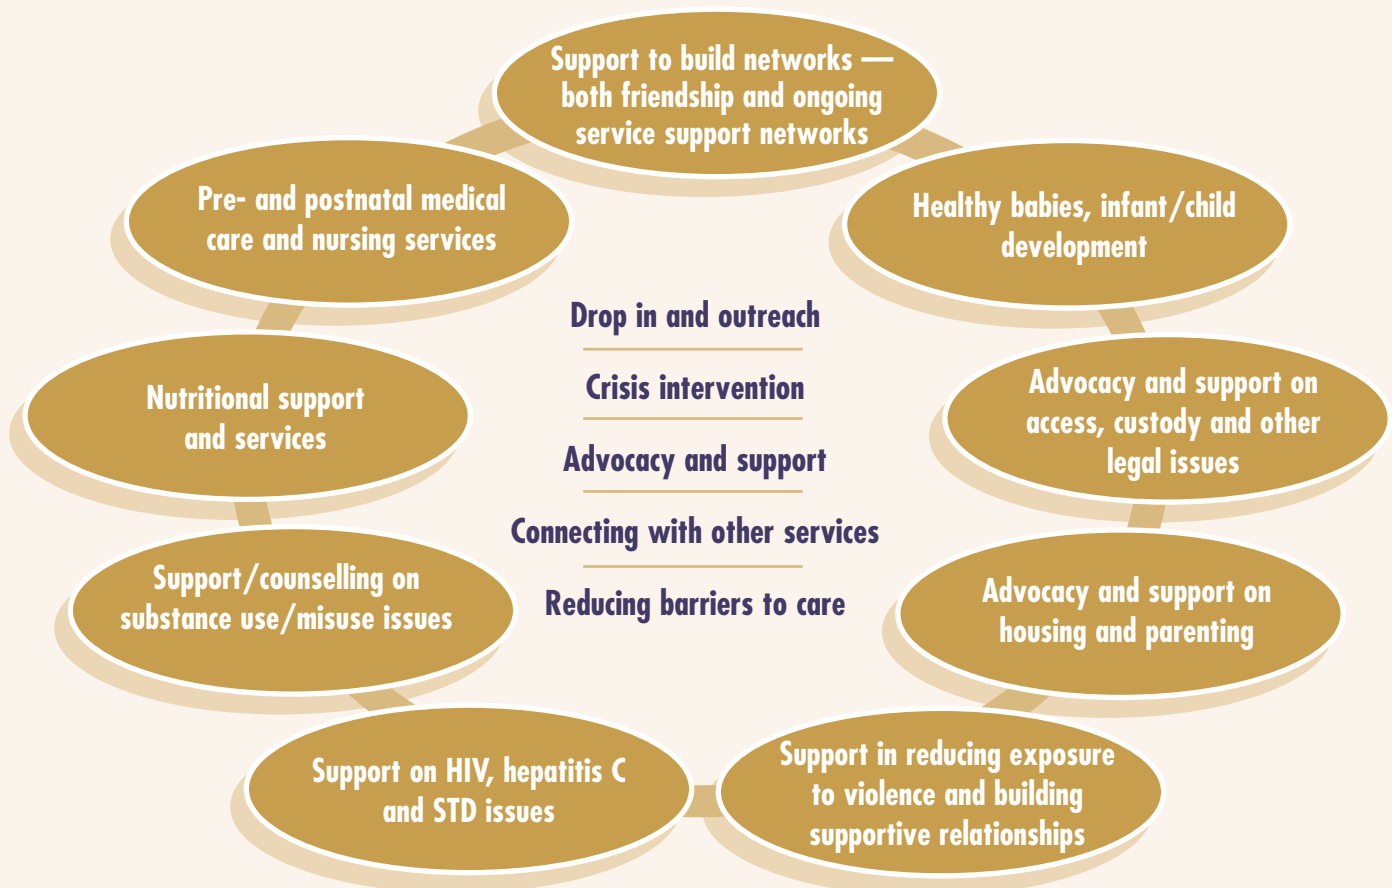 Support to build networks —
both friendship and ongoing
service support networks
Pre- and postnatal medical
care and nursing services
Healthy babies, infant/child
development
Drop in and outreach
Crisis intervention
Advocacy and support
Connecting with other services
Reducing barriers to care
Nutritional support
and services
Advocacy and support on
access, custody and other
legal issues
Support/counselling on
substance use/misuse issues
Advocacy and support on
housing and parenting
Support on HIV, hepatitis C
and STD issues
Support in reducing exposure
to violence and building
supportive relationships